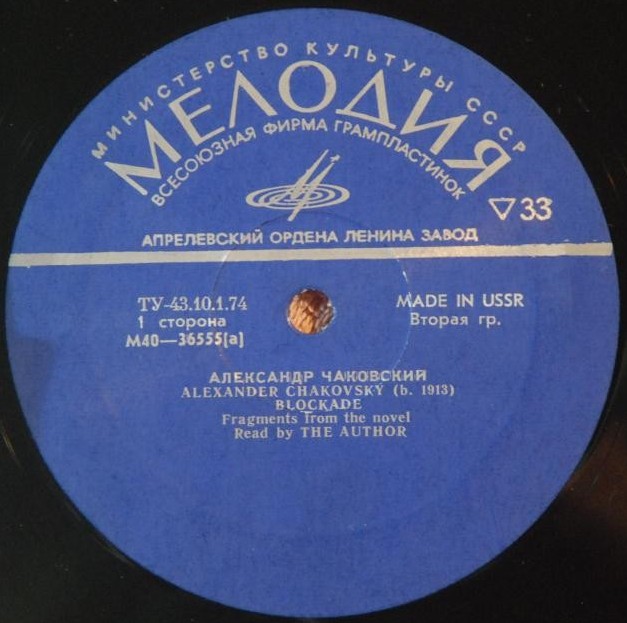 МИНИСТЕРСТВО КУЛЬТУРЫ СССР
МЕЛОДИЯ
ВСЕСОЮЗНАЯ ФИРМА ГРАМПЛАСТИНОК
▽33
АПРЕЛЕВСКИЙ ОРДЕНА ЛЕНИНА ЗАВОД
ТУ-43.10.1.74
MADE IN USSR
1 сторона
Вторая гр.
М40—36555(а)
АЛЕКСАНДР ЧАКОВСКИЙ
ALEXANDER CHAKOVSKY (b. 1913)
BLOCKADE
Fragments from the novel
Read by THE AUTHOR